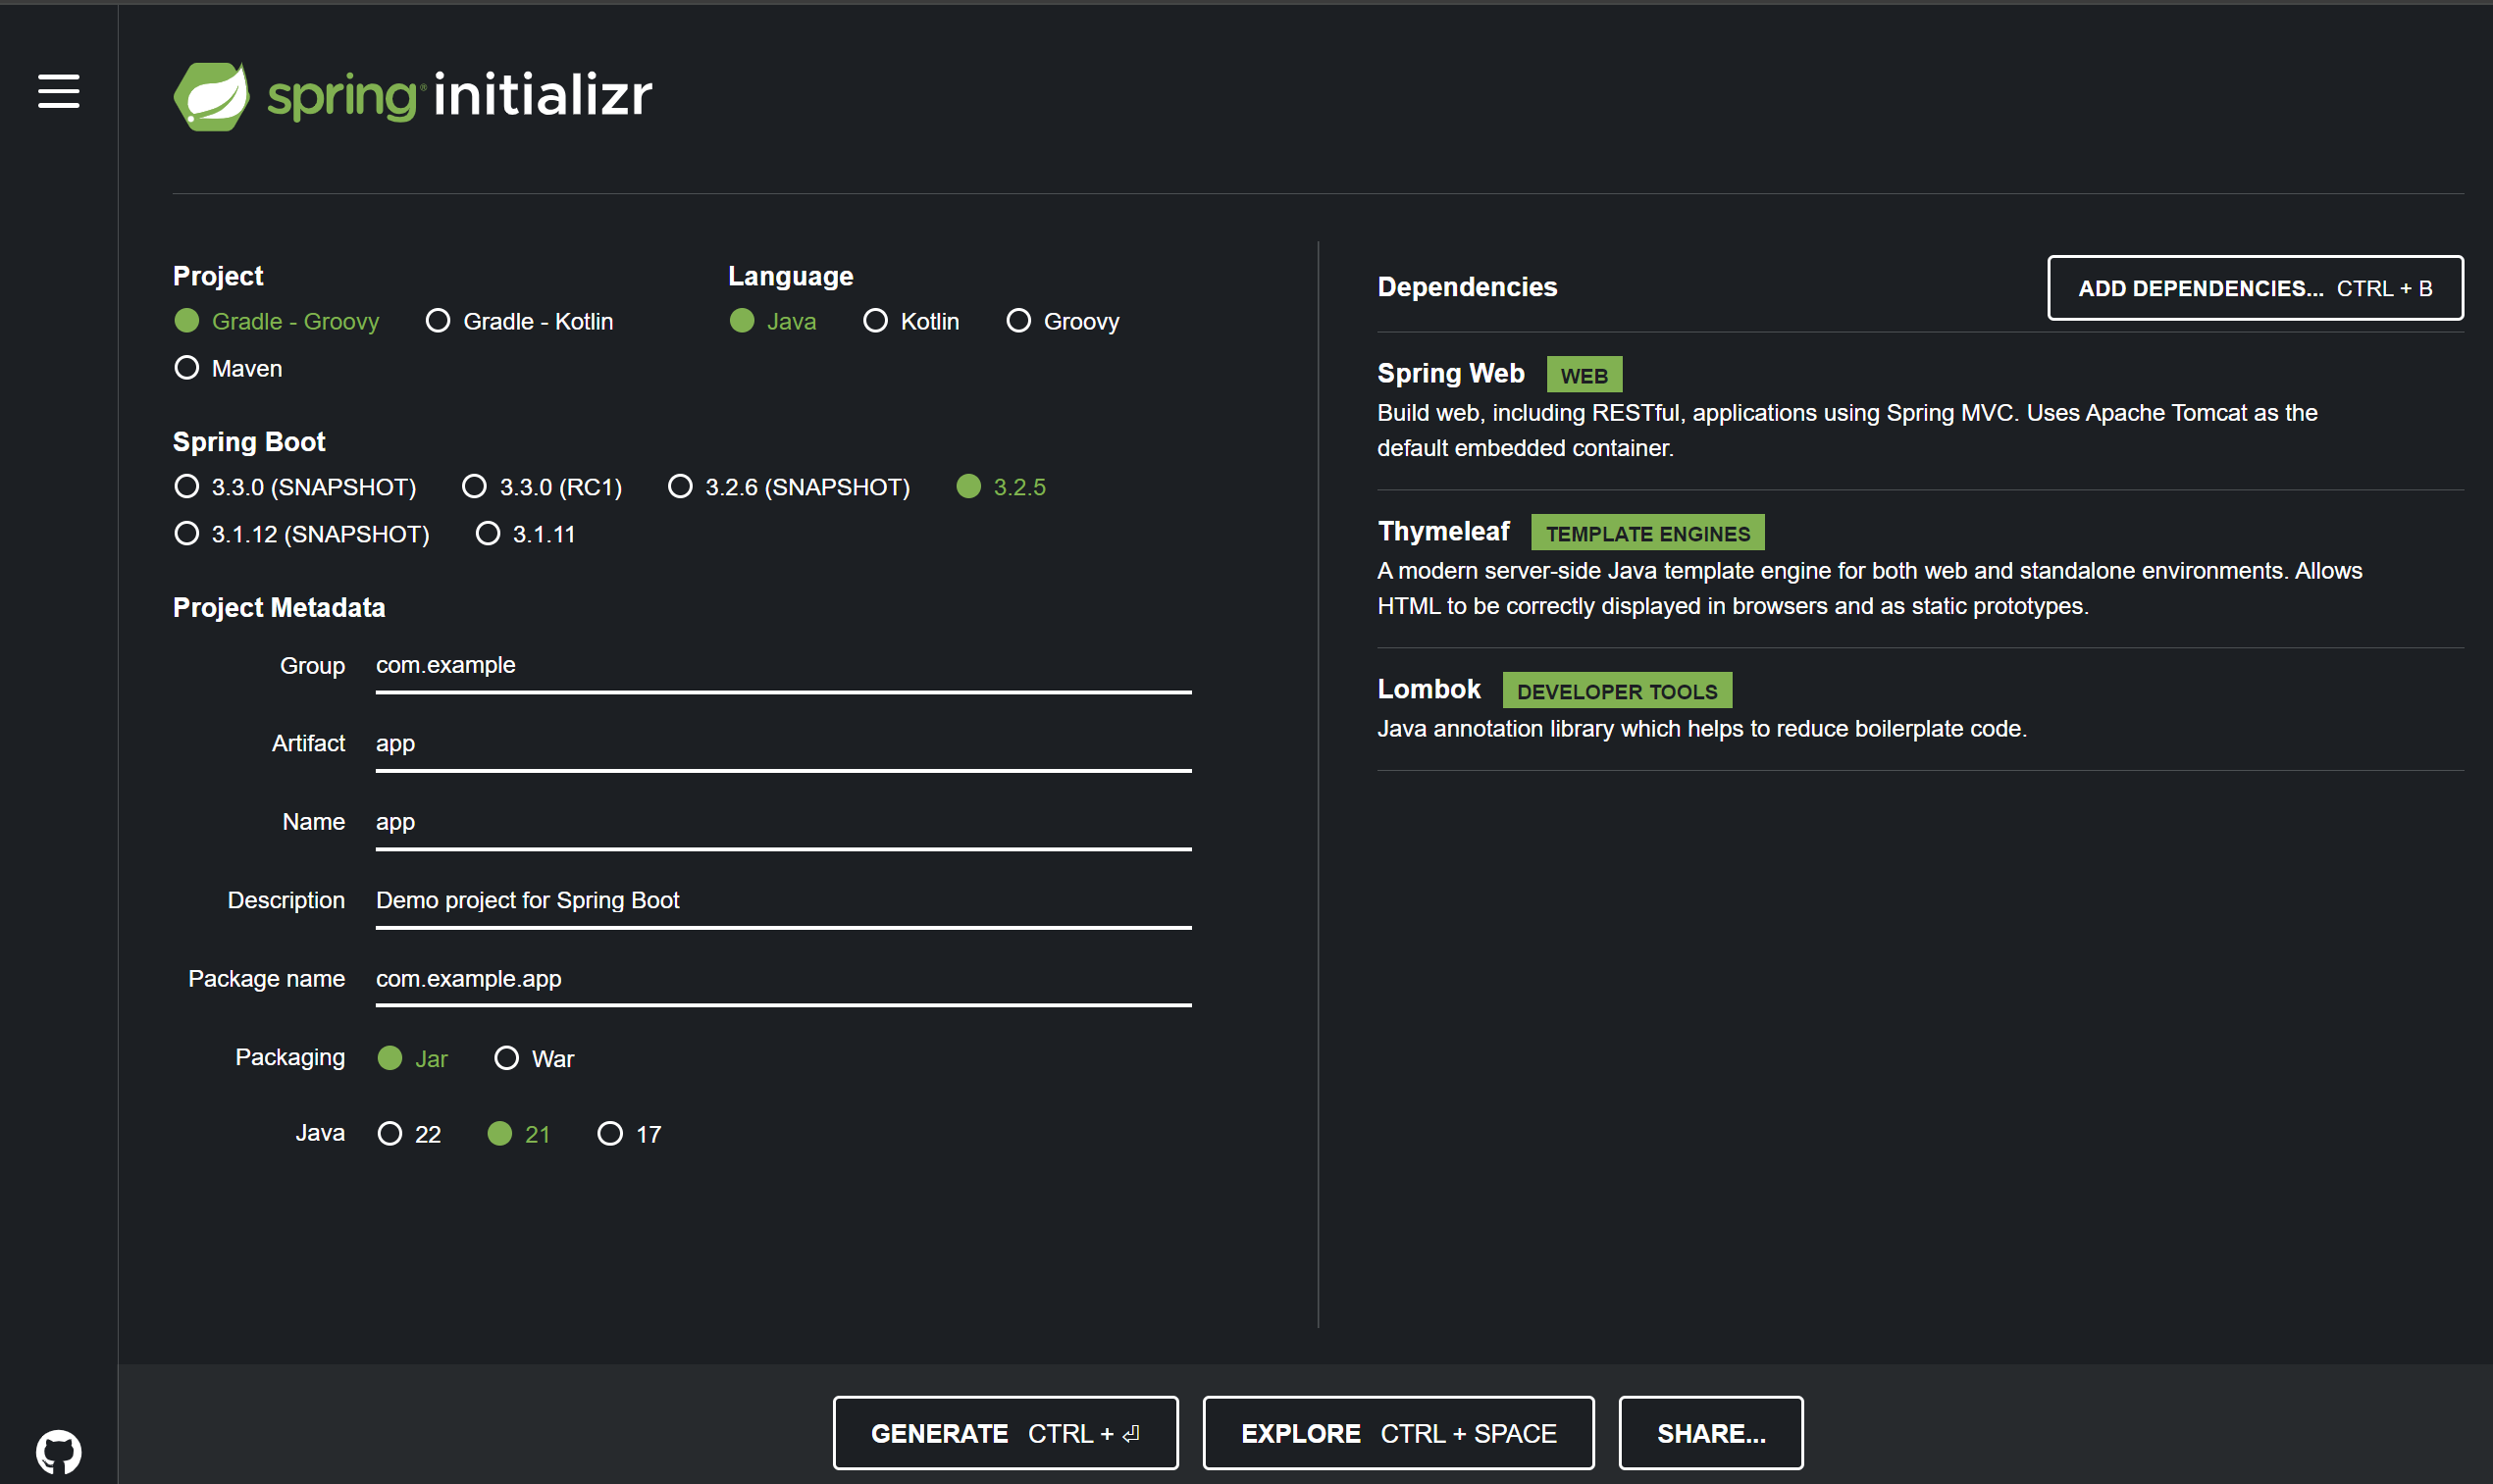 spring initializr
Project
Gradle - Groovy Gradle - Kotlin
Maven
Language
Java Kotlin Groovy
Spring Boot
3.3.0 (SNAPSHOT) 3.3.0 (RC1) 3.2.6 (SNAPSHOT) 3.2.5
3.1.12 (SNAPSHOT) 3.1.11
Project Metadata
Group com.example
Artifact app
Name app
Description Demo project for Spring Boot
Package name com.example.app
Packaging Jar War
Java 22 21 17
Dependencies ADD DEPENDENCIES... CTRL + B
Spring Web WEB
Build web, including RESTful, applications using Spring MVC. Uses Apache Tomcat as the
default embedded container.
Thymeleaf TEMPLATE ENGINES
A modern server-side Java template engine for both web and standalone environments. Allows
HTML to be correctly displayed in browsers and as static prototypes.
Lombok DEVELOPER TOOLS
Java annotation library which helps to reduce boilerplate code.
GENERATE CTRL + ⏎ EXPLORE CTRL + SPACE SHARE...